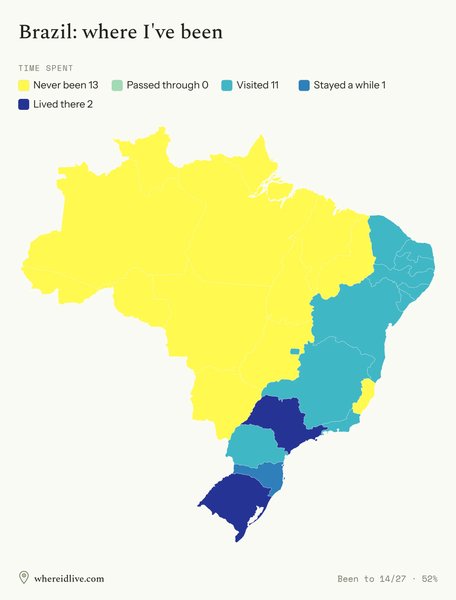 Brazil: where I've been
TIME SPENT
Never been 13 Passed through 0 Visited 11 Stayed a while 1
Lived there 2
whereidlive.com
Been to 14/27 · 52%